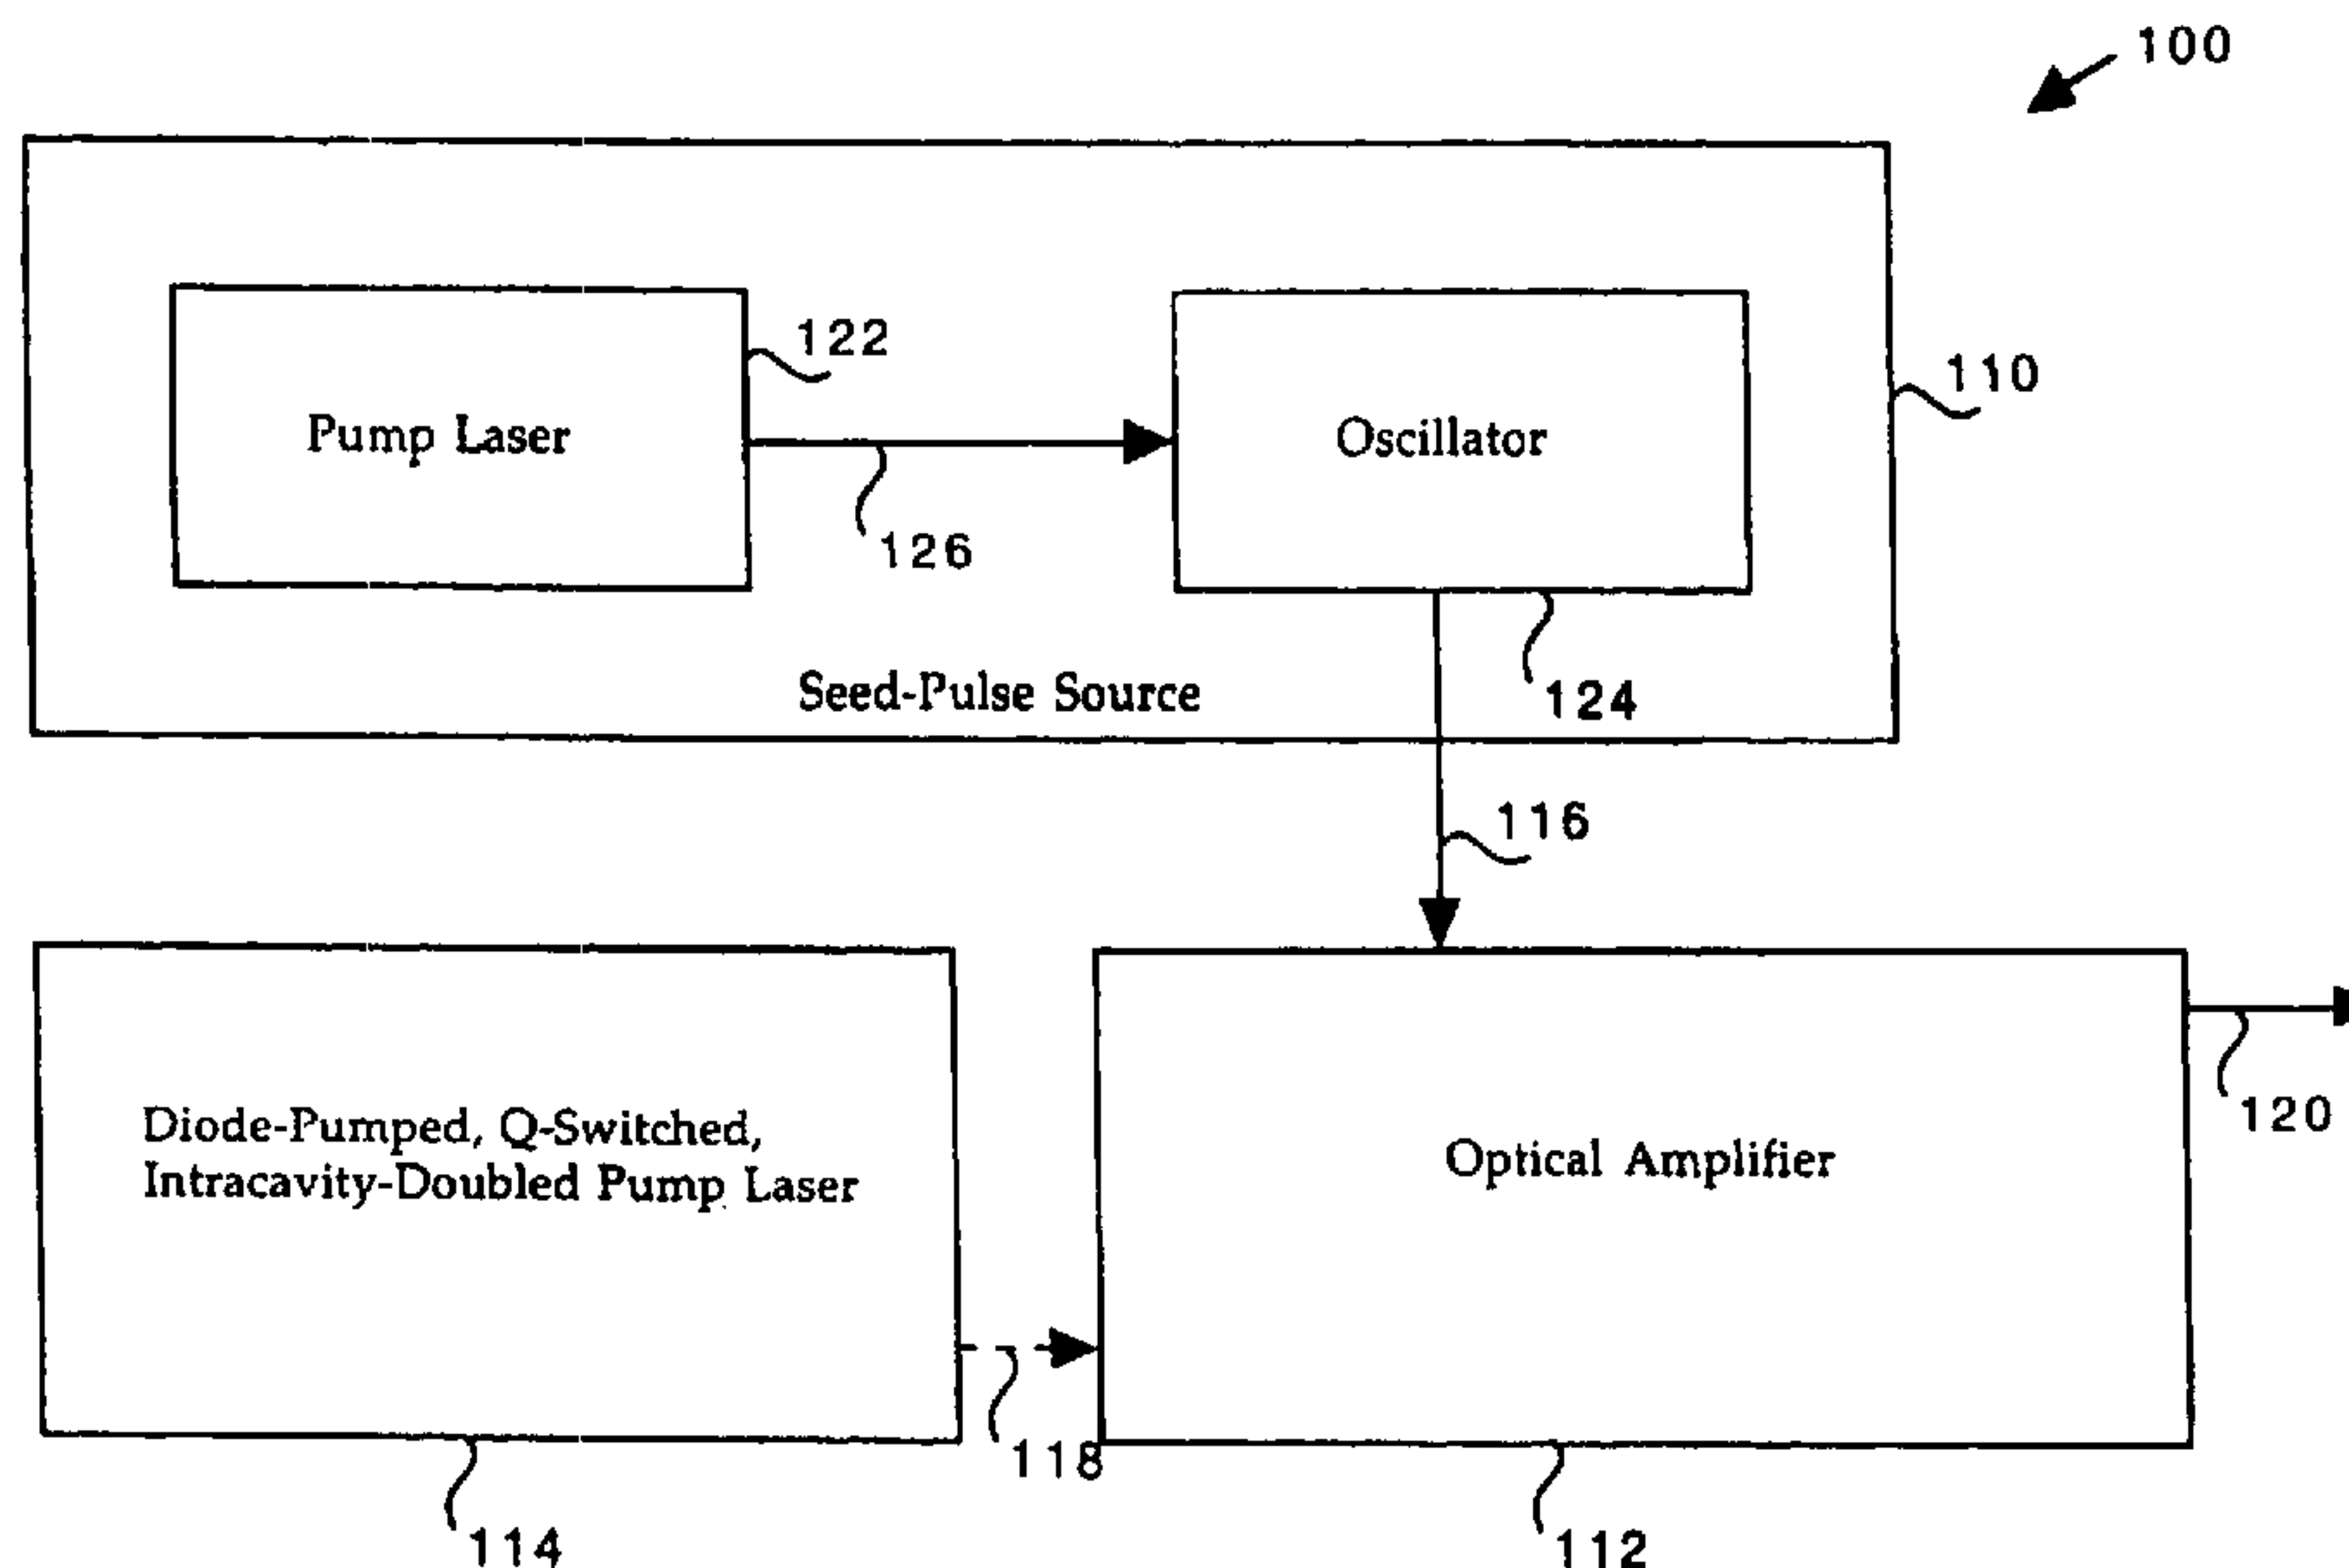 100
122
110
Pump Laser
Oscillator
126
Seed-Pulse Source
124
116
Diode-Pumped, Q-Switched,
Intracavity-Doubled Pump Laser
Optical Amplifier
120
118
114
112